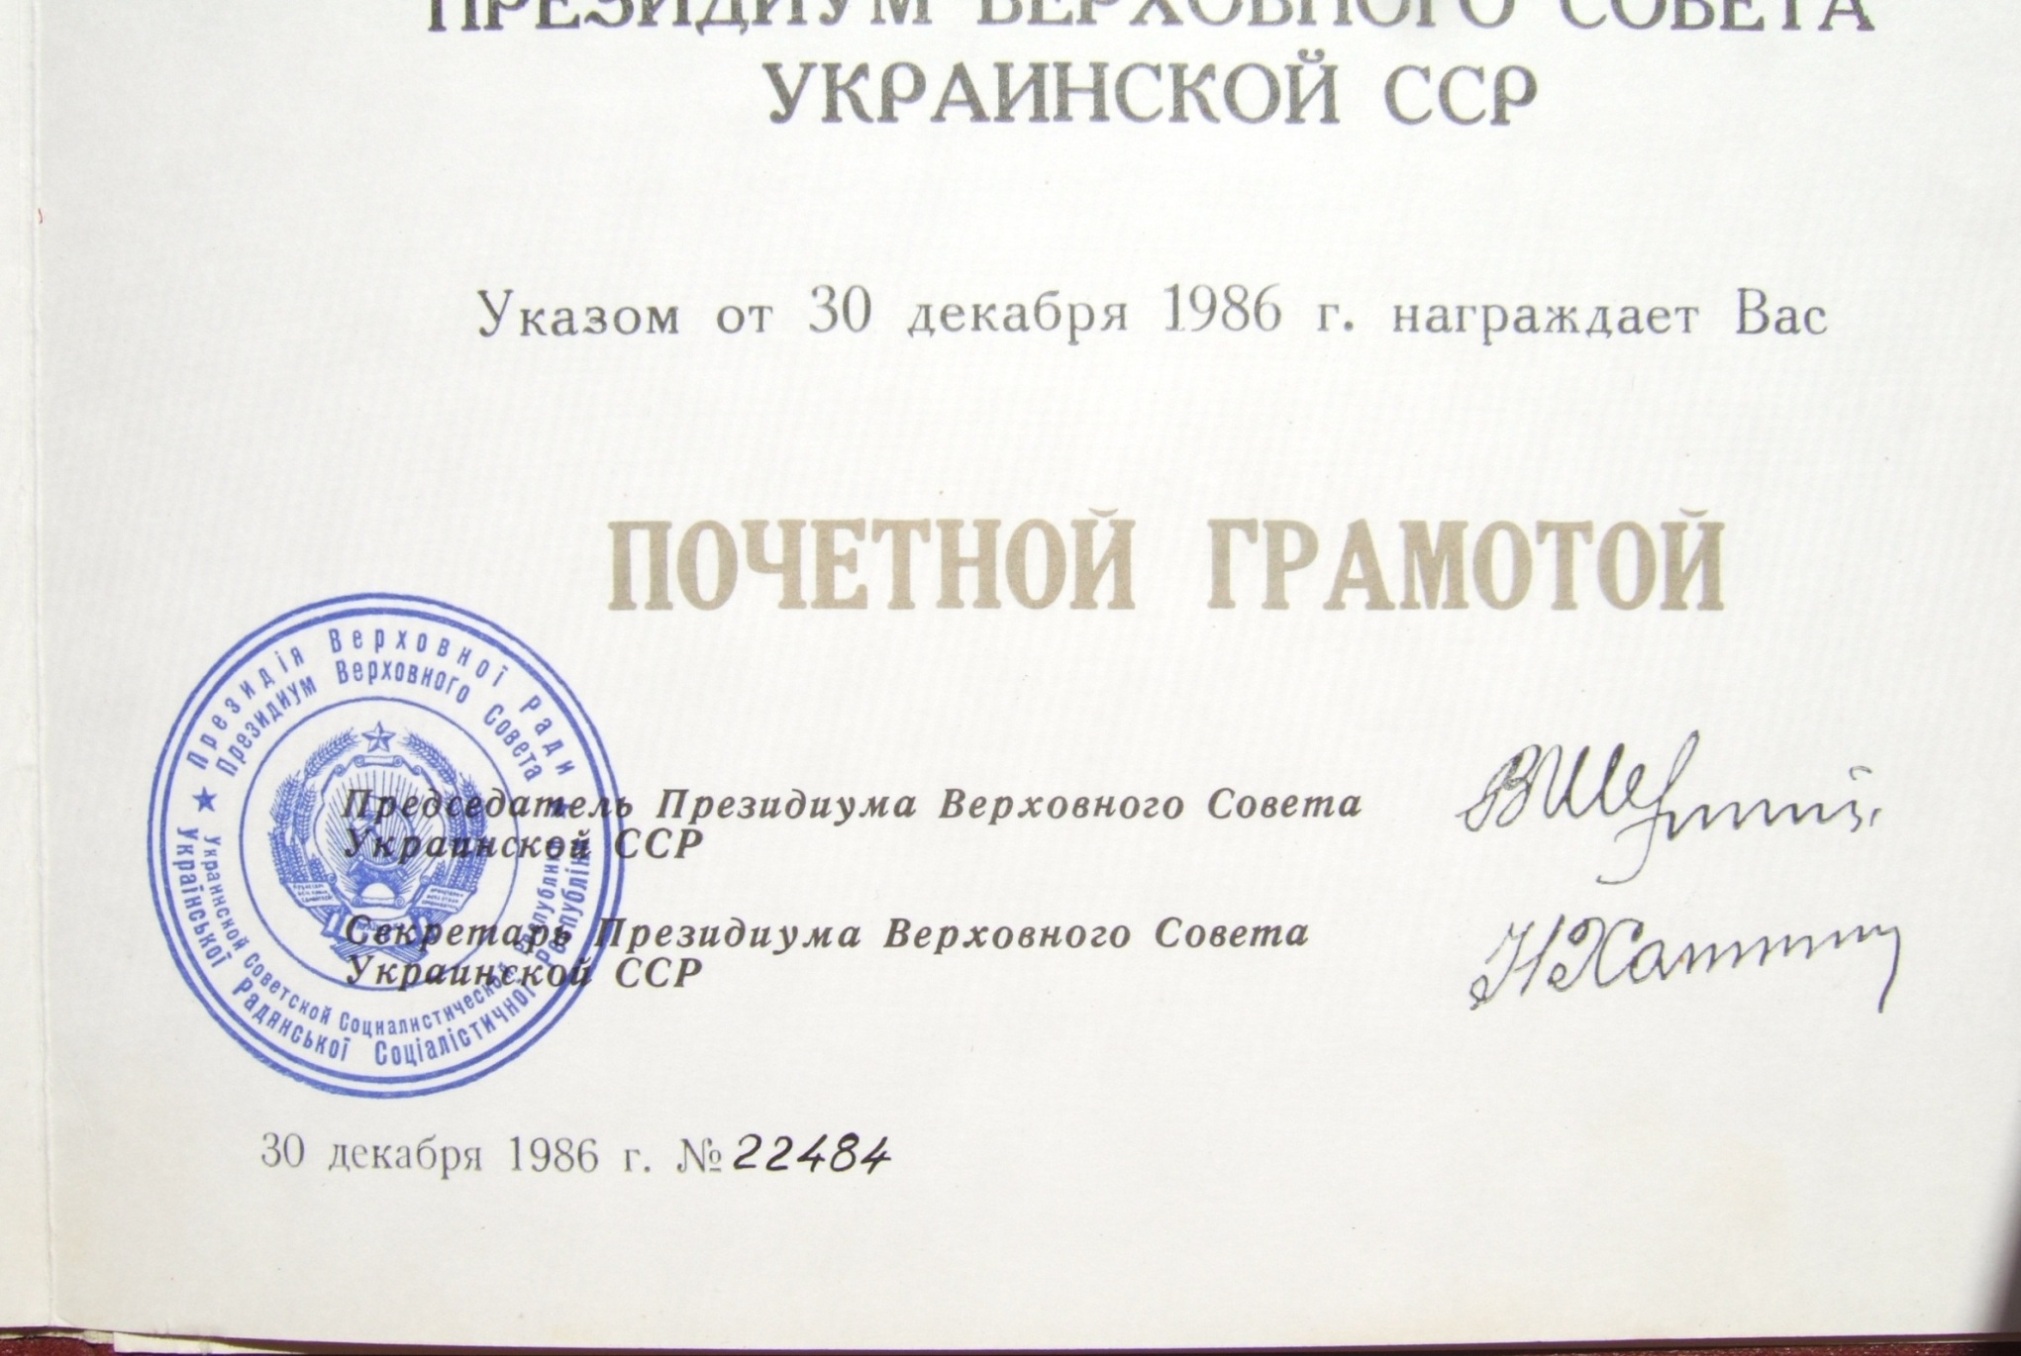 ПРЕЗИДИУМ ВЕРХОВНОГО СОВЕТА
УКРАИНСКОЙ ССР
Указом от 30 декабря 1986 г. награждает Вас
ПОЧЕТНОЙ ГРАМОТОЙ
Президія Верховної Ради
Української Радянської Соціалістичної Республіки
Президиум Верховного Совета
Украинской Советской Социалистической Республики
Председатель Президиума Верховного Совета
Украинской ССР
Секретарь Президиума Верховного Совета
Украинской ССР
30 декабря 1986 г. № 22484